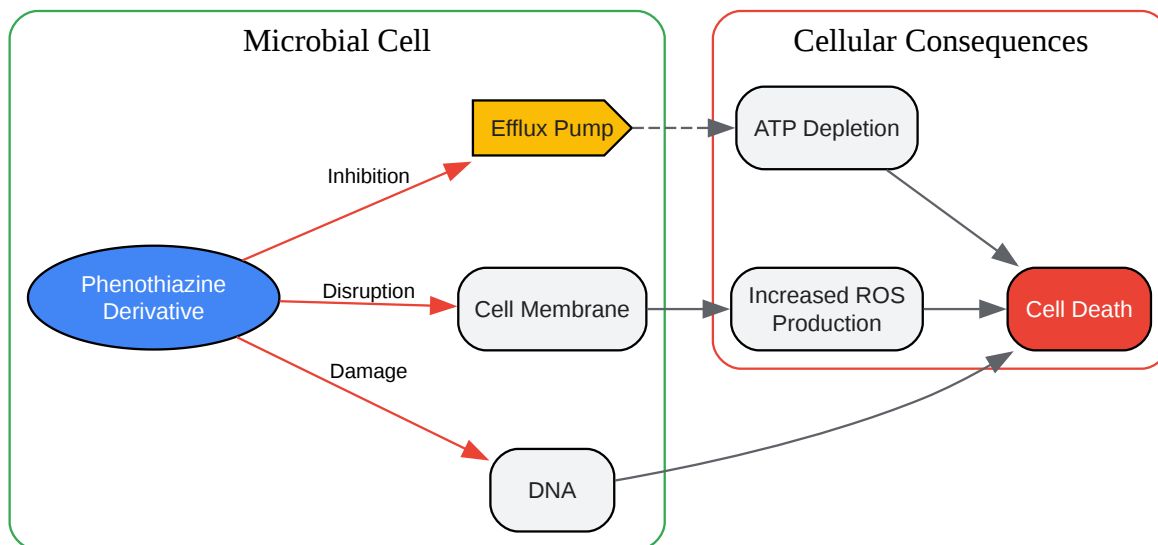 Microbial Cell
Cellular Consequences
Efflux Pump
ATP Depletion
Inhibition
Phenothiazine
Derivative
Disruption
Cell Membrane
Increased ROS
Production
Cell Death
Damage
DNA